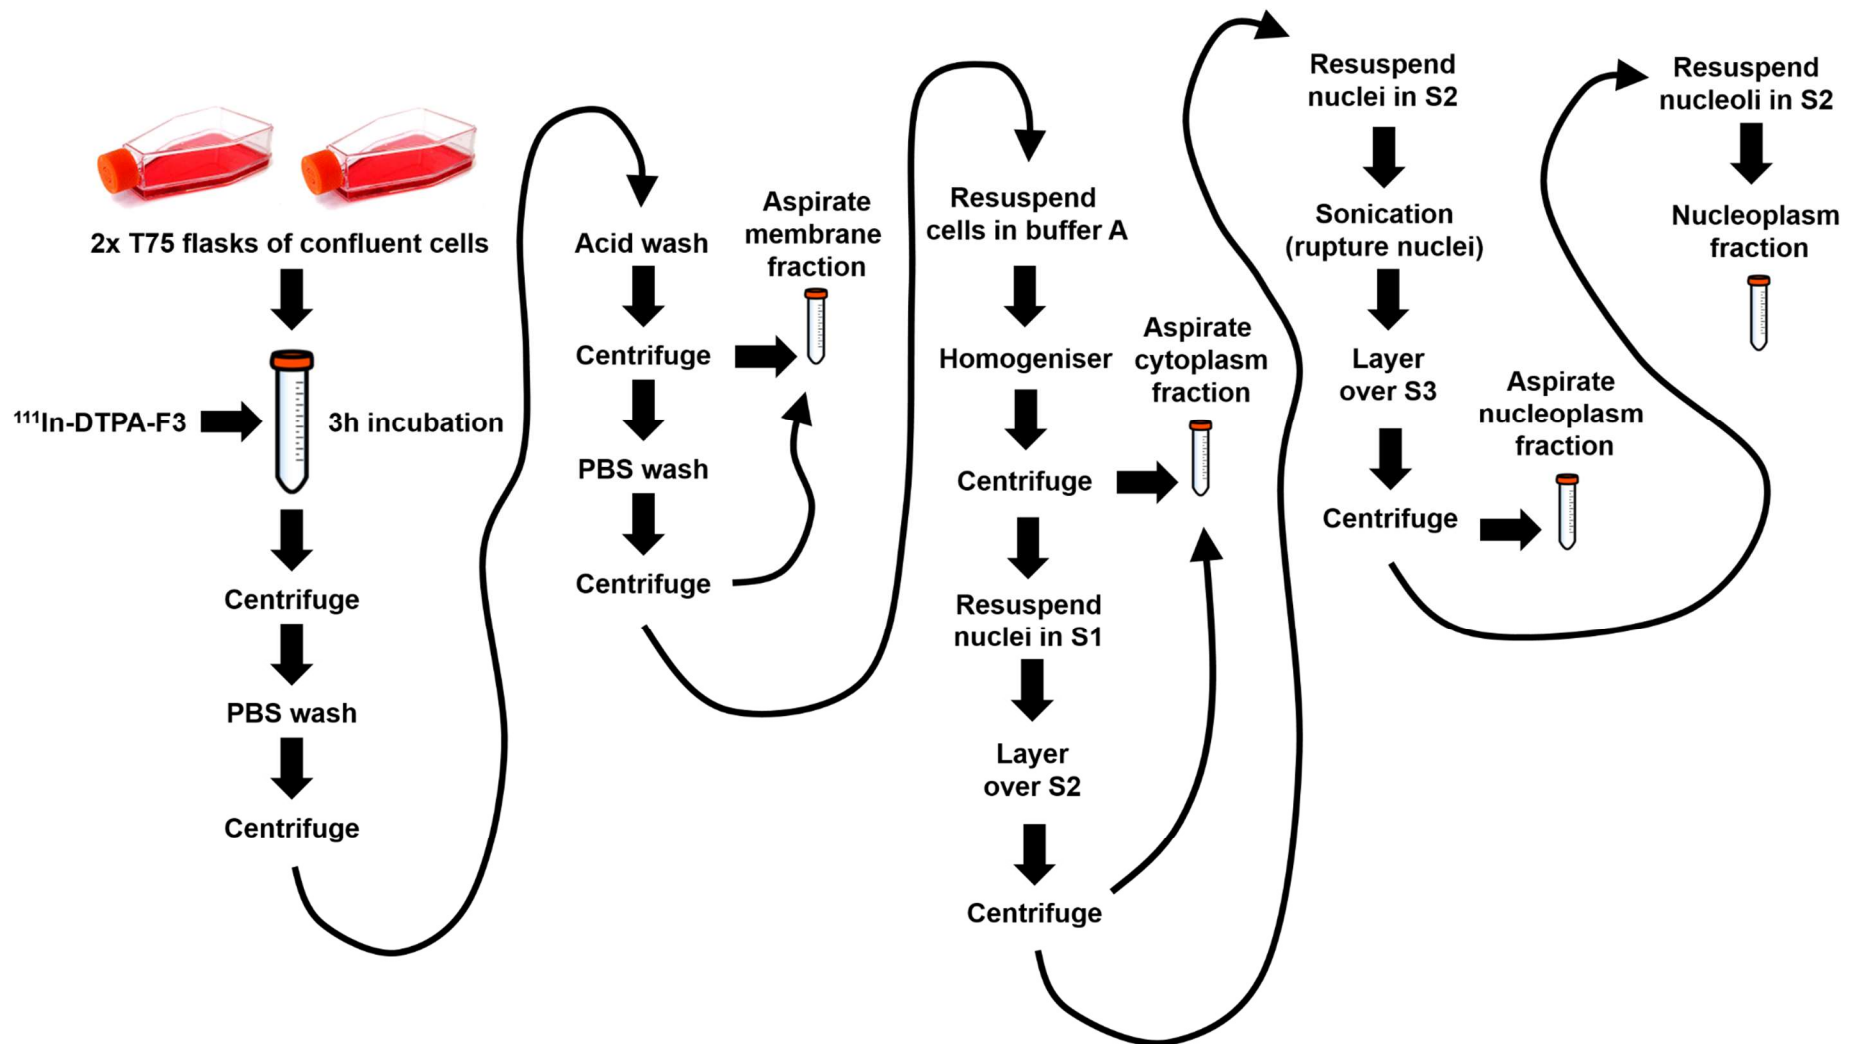 2x T75 flasks of confluent cells
¹¹¹In-DTPA-F3
3h incubation
Centrifuge
PBS wash
Centrifuge
Acid wash
Centrifuge
Aspirate
membrane
fraction
PBS wash
Centrifuge
Resuspend
cells in buffer A
Homogeniser
Centrifuge
Aspirate
cytoplasm
fraction
Resuspend
nuclei in S1
Layer
over S2
Centrifuge
Resuspend
nuclei in S2
Sonication
(rupture nuclei)
Layer
over S3
Centrifuge
Aspirate
nucleoplasm
fraction
Resuspend
nucleoli in S2
Nucleoplasm
fraction